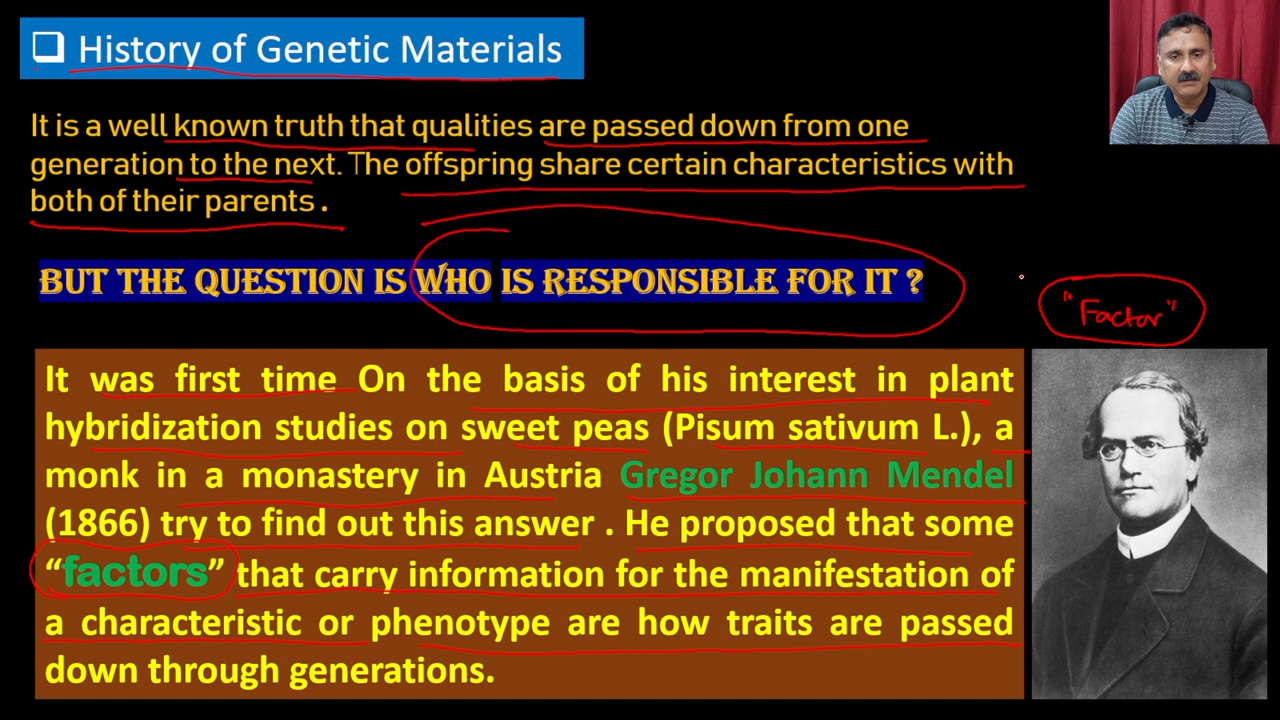 History of Genetic Materials
It is a well known truth that qualities are passed down from one
generation to the next. The offspring share certain characteristics with
both of their parents .
BUT THE QUESTION IS WHO IS RESPONSIBLE FOR IT ?
"Factor"
It was first time On the basis of his interest in plant
hybridization studies on sweet peas (Pisum sativum L.), a
monk in a monastery in Austria Gregor Johann Mendel
(1866) try to find out this answer . He proposed that some
“factors” that carry information for the manifestation of
a characteristic or phenotype are how traits are passed
down through generations.